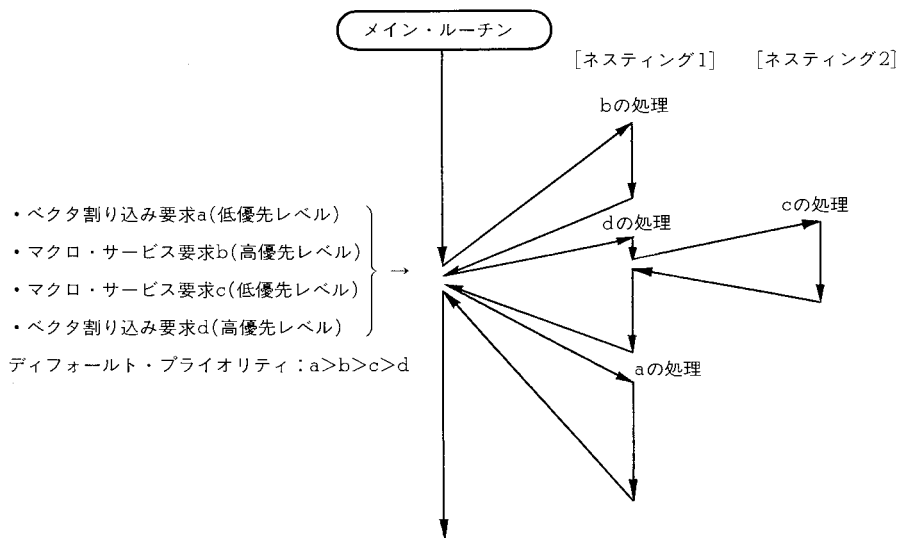 メイン・ルーチン
[ネスティング1] [ネスティング2]
bの処理
・ベクタ割り込み要求a(低優先レベル)
cの処理
dの処理
・マクロ・サービス要求b(高優先レベル)
・マクロ・サービス要求c(低優先レベル)
・ベクタ割り込み要求d(高優先レベル)
ディフォールト・プライオリティ:a>b>c>d
aの処理